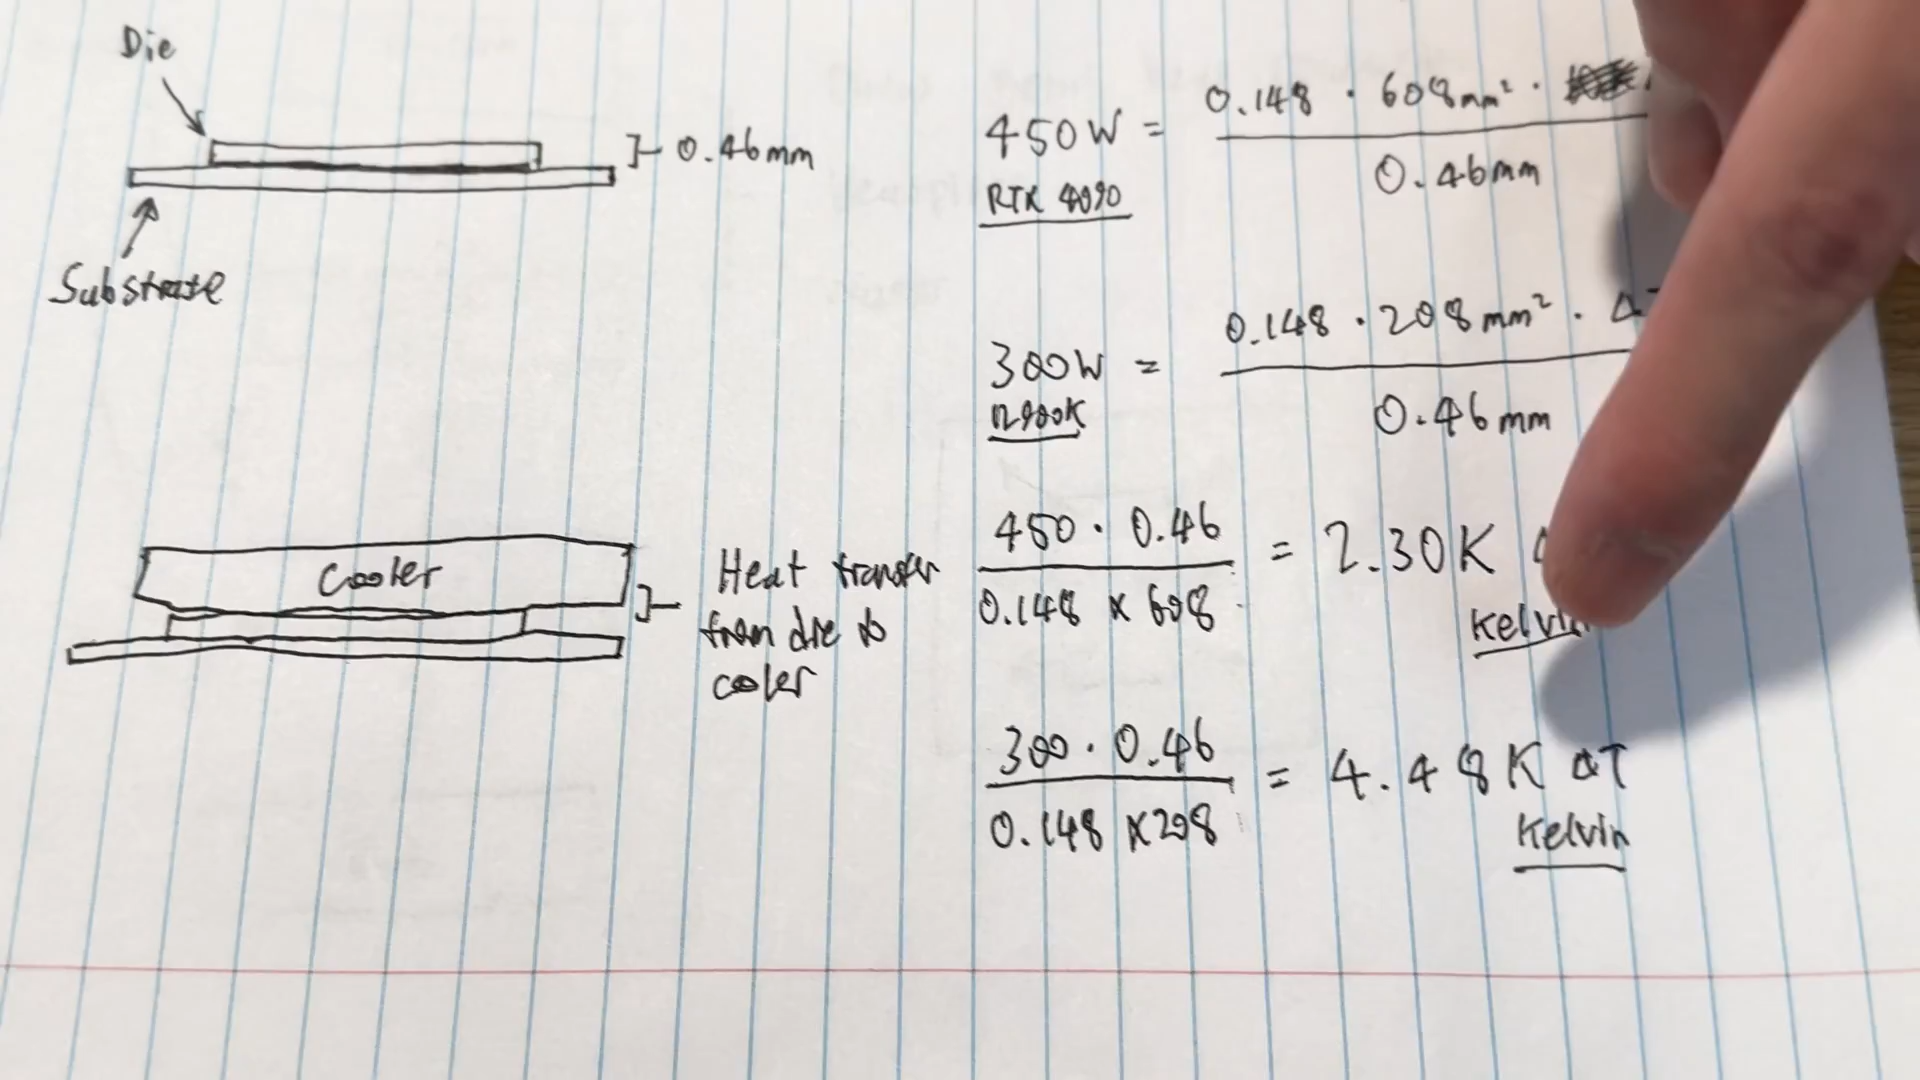 Die
0.46mm
Substrate
Cooler
Heat transfer
from die to
cooler
450W = 0.148 · 608mm² ·
0.46mm
RTX 4090
300W = 0.148 · 208mm² · Δ
0.46mm
12900K
450 · 0.46
0.148 x 608
= 2.30K
Kelvin
300 · 0.46
0.148 x 208
= 4.48K ΔT
Kelvin